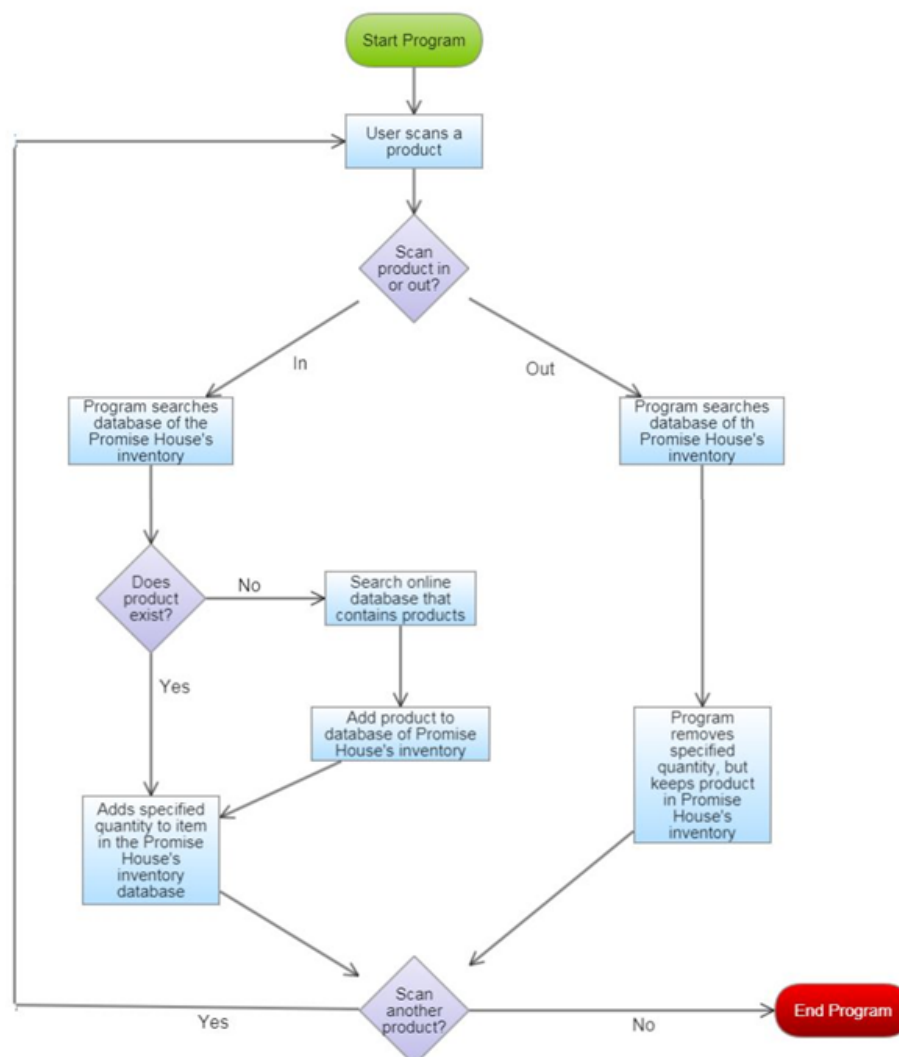 Start Program
User scans a
product
Scan
product in
or out?
In
Out
Program searches
database of the
Promise House's
inventory
Program searches
database of th
Promise House's
inventory
Does
product
exist?
No
Search online
database that
contains products
Yes
Add product to
database of Promise
House's inventory
Program
removes
specified
quantity, but
keeps product
in Promise
House's
inventory
Adds specified
quantity to item
in the Promise
House's
inventory
database
Scan
another
product?
Yes
No
End Program